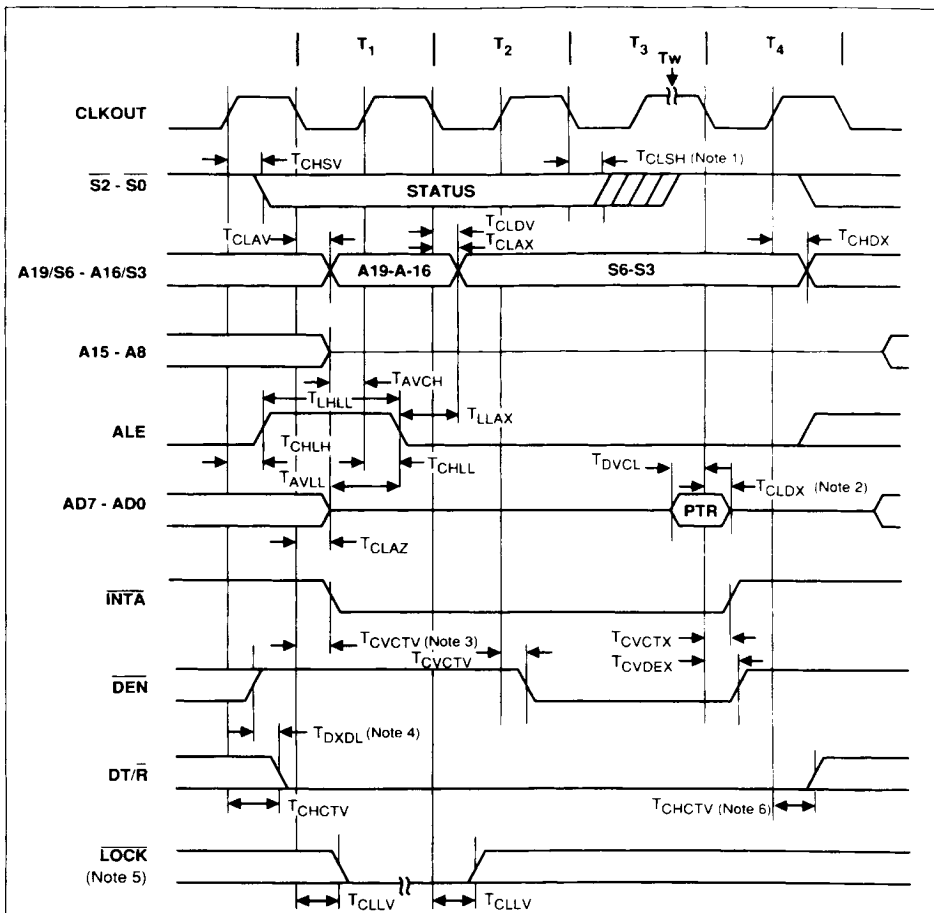 T1 T2 T3 T4
TW
CLKOUT
TCHSV
TCLSH (Note 1)
S2 - S0
STATUS
TCLDV
TCLAV
TCLAX
TCHDX
A19/S6 - A16/S3
A19-A-16
S6-S3
A15 - A8
TAVCH
TLHLL
TLLAX
ALE
TCHLH
TCHLL
TDVCL
TAVLL
TCLDX (Note 2)
AD7 - AD0
PTR
TCLAZ
INTA
TCVCTV (Note 3)
TCVCTX
TCVCTV
TCVDEX
DEN
TDXDL (Note 4)
DT/R
TCHCTV
TCHCTV (Note 6)
LOCK
(Note 5)
TCLLV
TCLLV